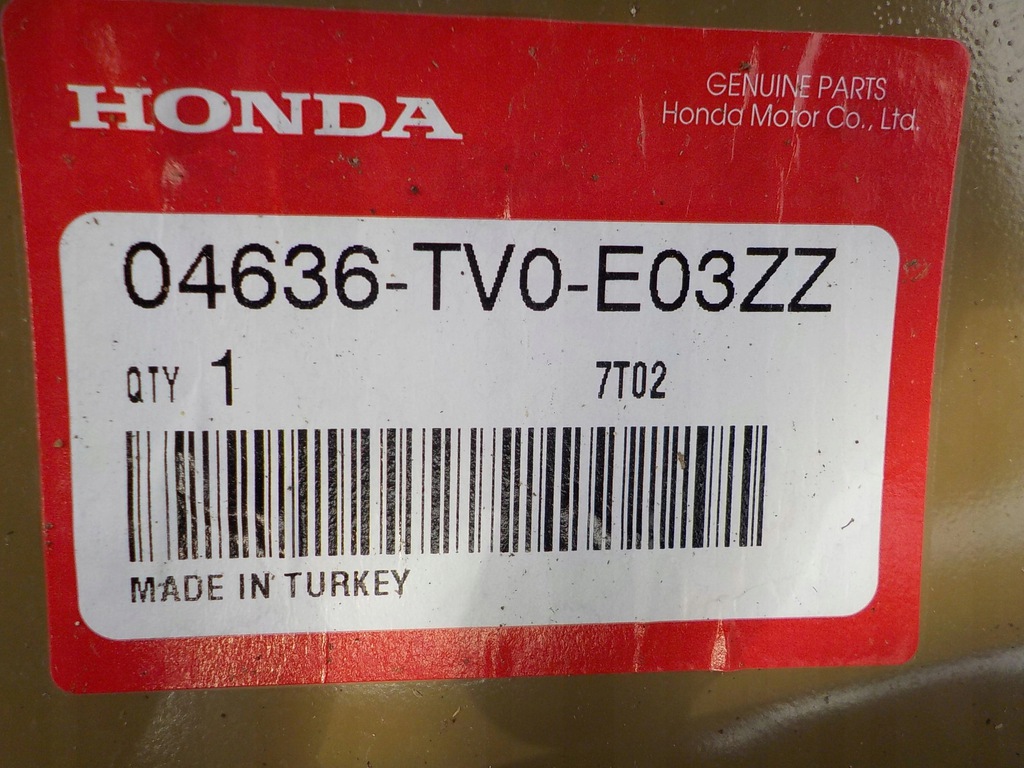 HONDA
GENUINE PARTS
Honda Motor Co., Ltd.
04636-TV0-E03ZZ
QTY 1
7T02
MADE IN TURKEY